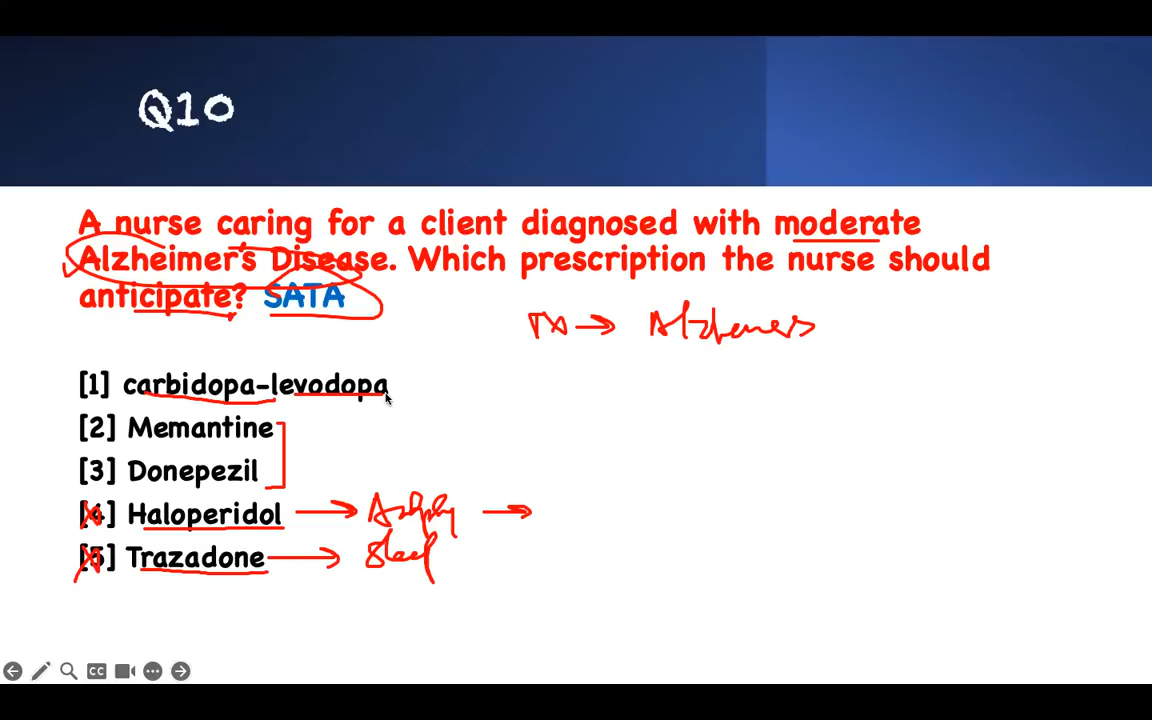 Q10
A nurse caring for a client diagnosed with moderate
Alzheimer's Disease. Which prescription the nurse should
anticipate? SATA
[1] carbidopa-levodopa
[2] Memantine
[3] Donepezil
[4] Haloperidol
[5] Trazadone
CC